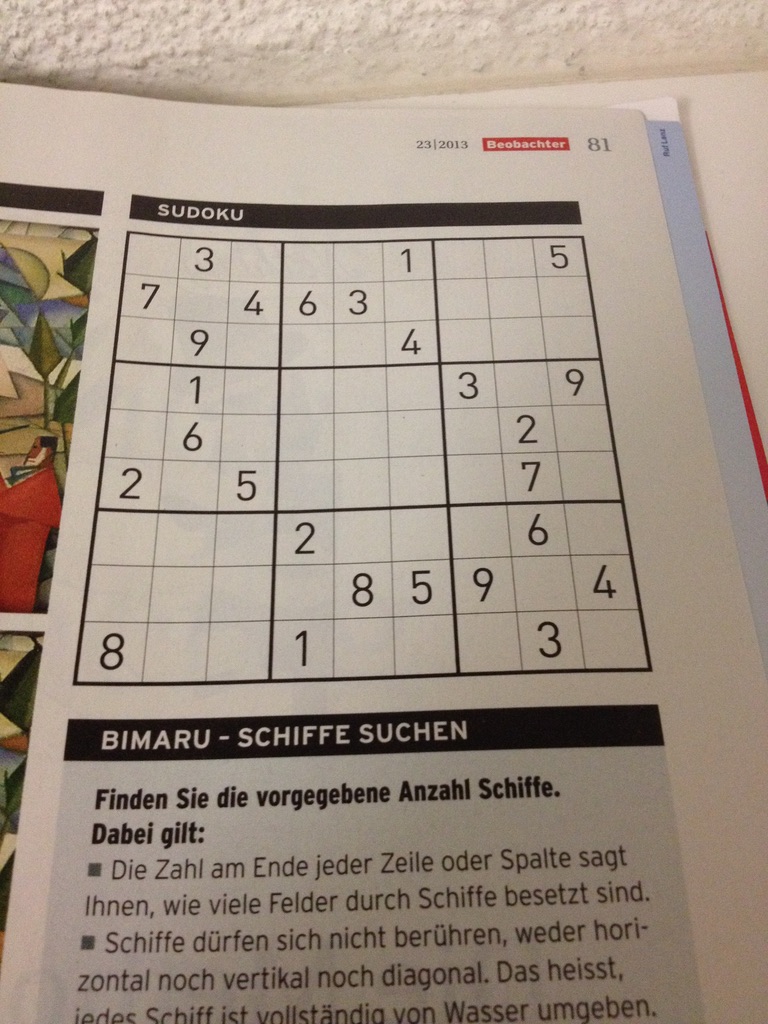 23|2013 Beobachter 81
Ruf Lanz
SUDOKU
3 1 5
7 4 6 3
9 4
1 3 9
6 2
2 5 7
2 6
8 5 9 4
8 1 3
BIMARU – SCHIFFE SUCHEN
Finden Sie die vorgegebene Anzahl Schiffe.
Dabei gilt:
■ Die Zahl am Ende jeder Zeile oder Spalte sagt
Ihnen, wie viele Felder durch Schiffe besetzt sind.
■ Schiffe dürfen sich nicht berühren, weder hori-
zontal noch vertikal noch diagonal. Das heisst,
jedes Schiff ist vollständig von Wasser umgeben.